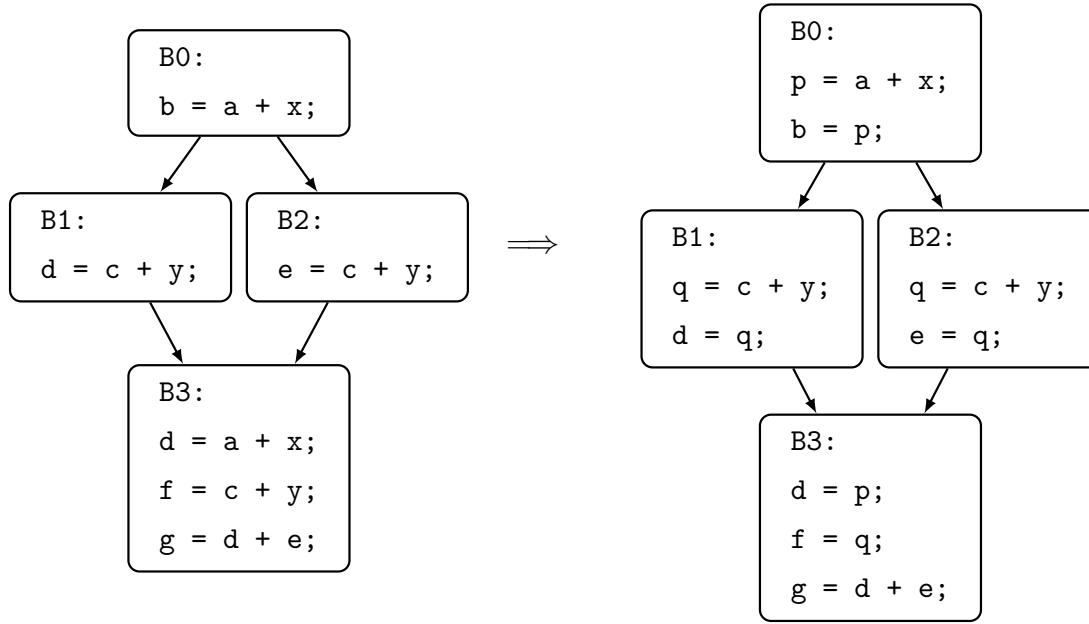 B0:
b = a + x;
B1:
d = c + y;
B2:
e = c + y;
B3:
d = a + x;
f = c + y;
g = d + e;
⟹
B0:
p = a + x;
b = p;
B1:
q = c + y;
d = q;
B2:
q = c + y;
e = q;
B3:
d = p;
f = q;
g = d + e;